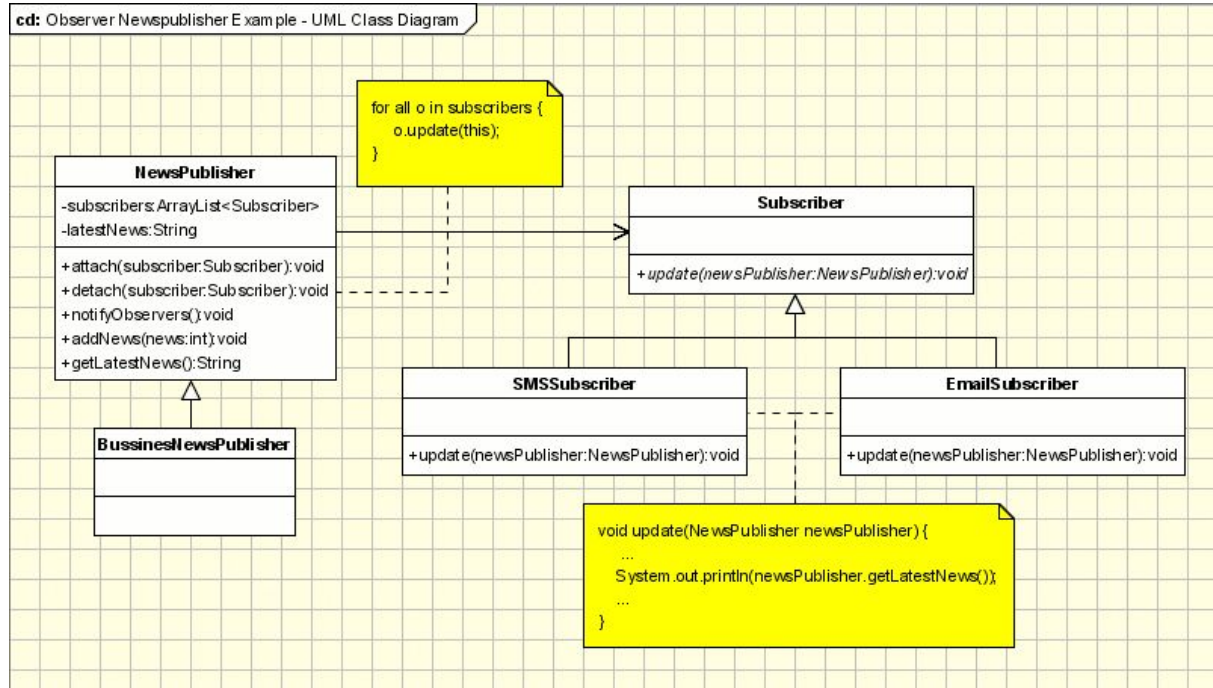 cd: Observer Newspublisher Example - UML Class Diagram
for all o in subscribers {
o.update(this);
}
NewsPublisher
-subscribers:ArrayList<Subscriber>
-latestNews:String
+attach(subscriber:Subscriber):void
+detach(subscriber:Subscriber):void
+notifyObservers():void
+addNews(news:int):void
+getLatestNews():String
Subscriber
+update(newsPublisher:NewsPublisher):void
BussinesNewsPublisher
SMSSubscriber
+update(newsPublisher:NewsPublisher):void
EmailSubscriber
+update(newsPublisher:NewsPublisher):void
void update(NewsPublisher newsPublisher) {
...
System.out.println(newsPublisher.getLatestNews());
...
}